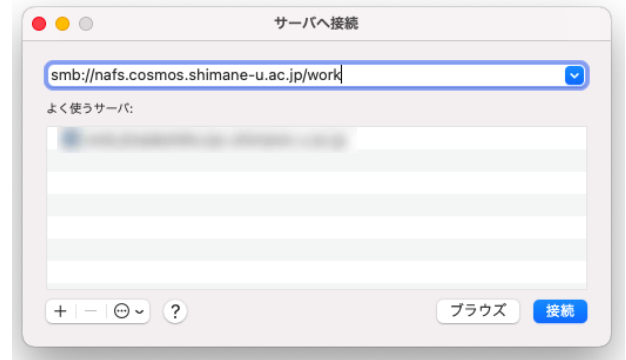 サーバへ接続
smb://nafs.cosmos.shimane-u.ac.jp/work
よく使うサーバ:
?
ブラウズ
接続